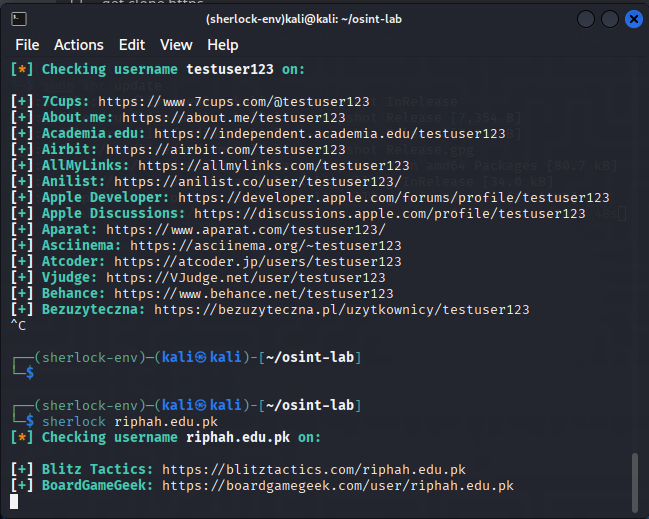 get clone https
(sherlock-env)kali@kali: ~/osint-lab
File Actions Edit View Help
[*] Checking username testuser123 on:
[+] 7Cups: https://www.7cups.com/@testuser123
[+] About.me: https://about.me/testuser123
[+] Academia.edu: https://independent.academia.edu/testuser123
[+] Airbit: https://airbit.com/testuser123
[+] AllMyLinks: https://allmylinks.com/testuser123
[+] Anilist: https://anilist.co/user/testuser123/
[+] Apple Developer: https://developer.apple.com/forums/profile/testuser123
[+] Apple Discussions: https://discussions.apple.com/profile/testuser123
[+] Aparat: https://www.aparat.com/testuser123/
[+] Asciinema: https://asciinema.org/~testuser123
[+] Atcoder: https://atcoder.jp/users/testuser123
[+] Vjudge: https://VJudge.net/user/testuser123
[+] Behance: https://www.behance.net/testuser123
[+] Bezuzyteczna: https://bezuzyteczna.pl/uzytkownicy/testuser123
^C
┌──(sherlock-env)─(kali㉿kali)-[~/osint-lab]
└─$
┌──(sherlock-env)─(kali㉿kali)-[~/osint-lab]
└─$ sherlock riphah.edu.pk
[*] Checking username riphah.edu.pk on:
[+] Blitz Tactics: https://blitztactics.com/riphah.edu.pk
[+] BoardGameGeek: https://boardgamegeek.com/user/riphah.edu.pk